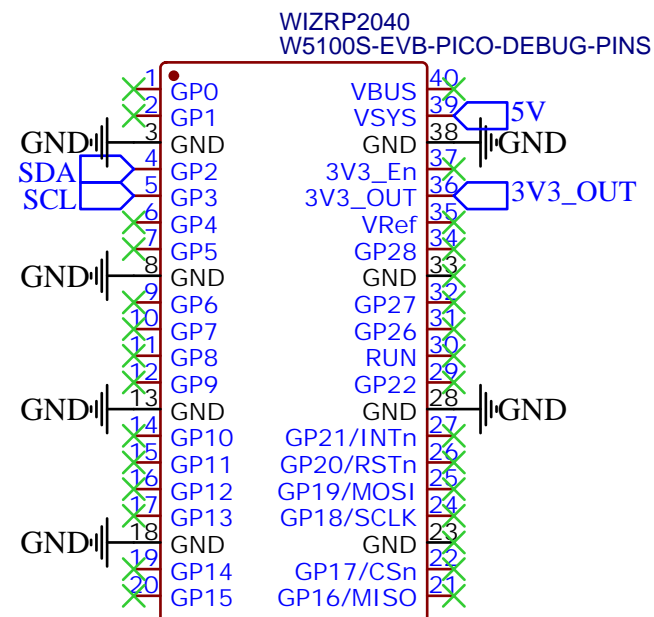 WIZRP2040
W5100S-EVB-PICO-DEBUG-PINS
1 GP0 VBUS 40
2 GP1 VSYS 39 5V
GND 3 GND GND 38 GND
SDA 4 GP2 3V3_En 37
SCL 5 GP3 3V3_OUT 36 3V3_OUT
6 GP4 VRef 35
7 GP5 GP28 34
GND 8 GND GND 33
9 GP6 GP27 32
10 GP7 GP26 31
11 GP8 RUN 30
12 GP9 GP22 29
GND 13 GND GND 28 GND
14 GP10 GP21/INTn 27
15 GP11 GP20/RSTn 26
16 GP12 GP19/MOSI 25
17 GP13 GP18/SCLK 24
GND 18 GND GND 23
19 GP14 GP17/CSn 22
20 GP15 GP16/MISO 21